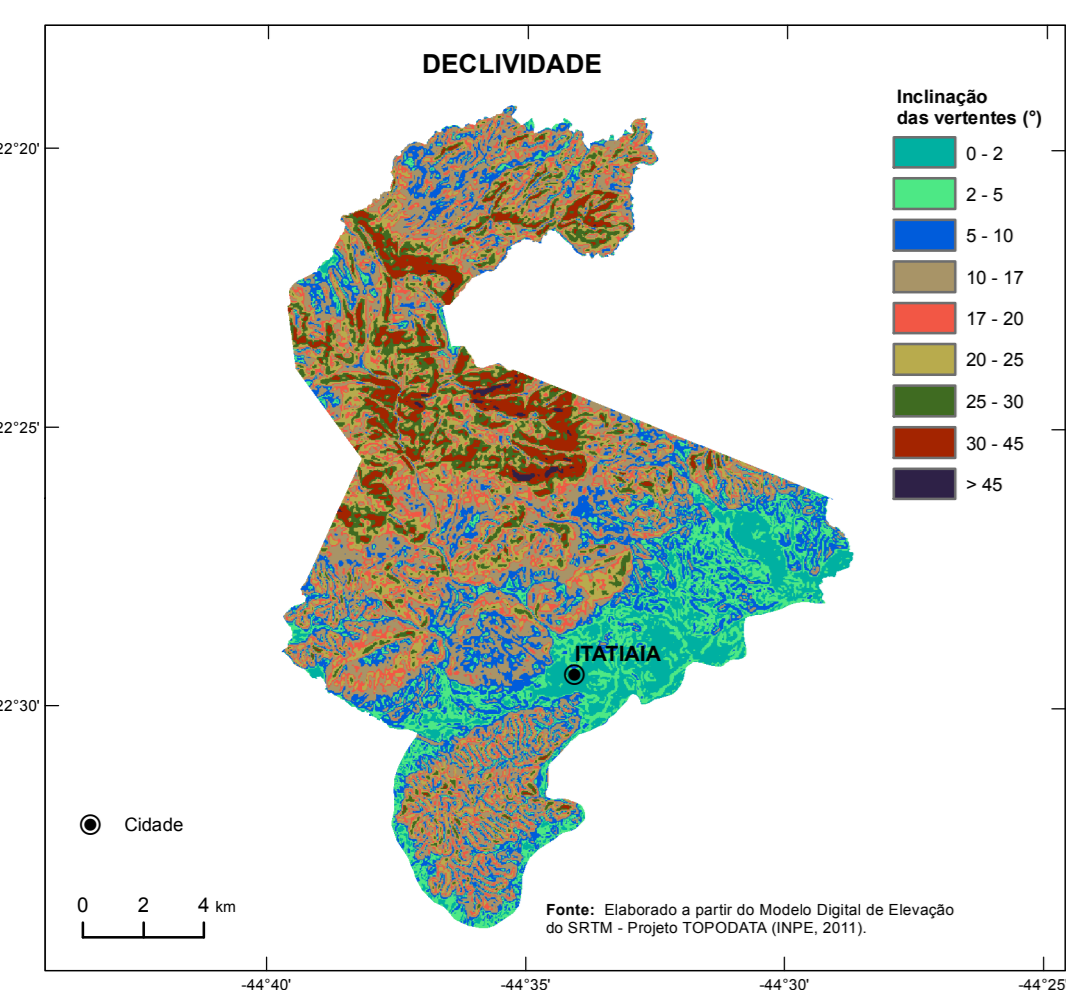 DECLIVIDADE
Inclinação
das vertentes (°)
0 - 2
2 - 5
5 - 10
10 - 17
17 - 20
20 - 25
25 - 30
30 - 45
> 45
22°20'
22°25'
22°30'
ITATIAIA
Cidade
0 2 4 km
Fonte: Elaborado a partir do Modelo Digital de Elevação
do SRTM - Projeto TOPODATA (INPE, 2011).
-44°40' -44°35' -44°30' -44°25'